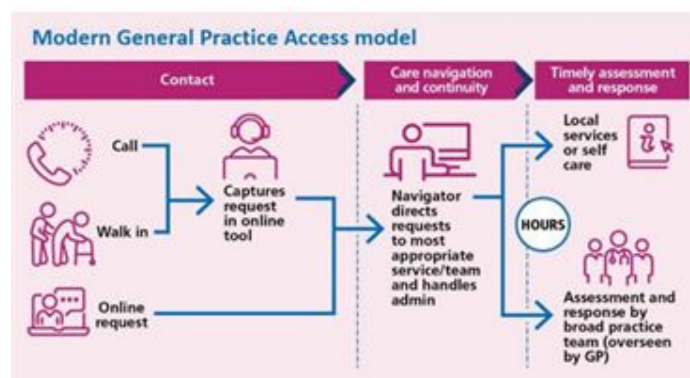 Modern General Practice Access model
Contact
Care navigation
and continuity
Timely assessment
and response
Call
Walk in
Captures
request
in online
tool
Online
request
Navigator
directs
requests
to most
appropriate
service/team
and handles
admin
Local
services
or self
care
HOURS
Assessment and
response by
broad practice
team (overseen
by GP)